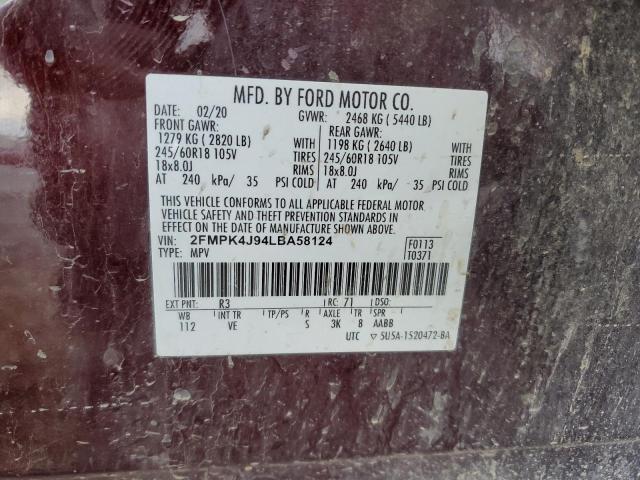 MFD. BY FORD MOTOR CO.
DATE: 02/20 GVWR: 2468 KG ( 5440 LB)
FRONT GAWR: REAR GAWR:
1279 KG ( 2820 LB) WITH 1198 KG ( 2640 LB) WITH
245/60R18 105V TIRES 245/60R18 105V TIRES
18x8.0J RIMS 18x8.0J RIMS
AT 240 kPa/ 35 PSI COLD AT 240 kPa/ 35 PSI COLD
THIS VEHICLE CONFORMS TO ALL APPLICABLE FEDERAL MOTOR
VEHICLE SAFETY AND THEFT PREVENTION STANDARDS IN
EFFECT ON THE DATE OF MANUFACTURE SHOWN ABOVE.
VIN: 2FMPK4J94LBA58124 F0113
TYPE: MPV T0371
EXT PNT: R3 RC: 71 DSO:
WB INT TR TP/PS R AXLE TR SPR
112 VE S 3K 8 AABB
UTC ▽ 5U5A-1520472-BA